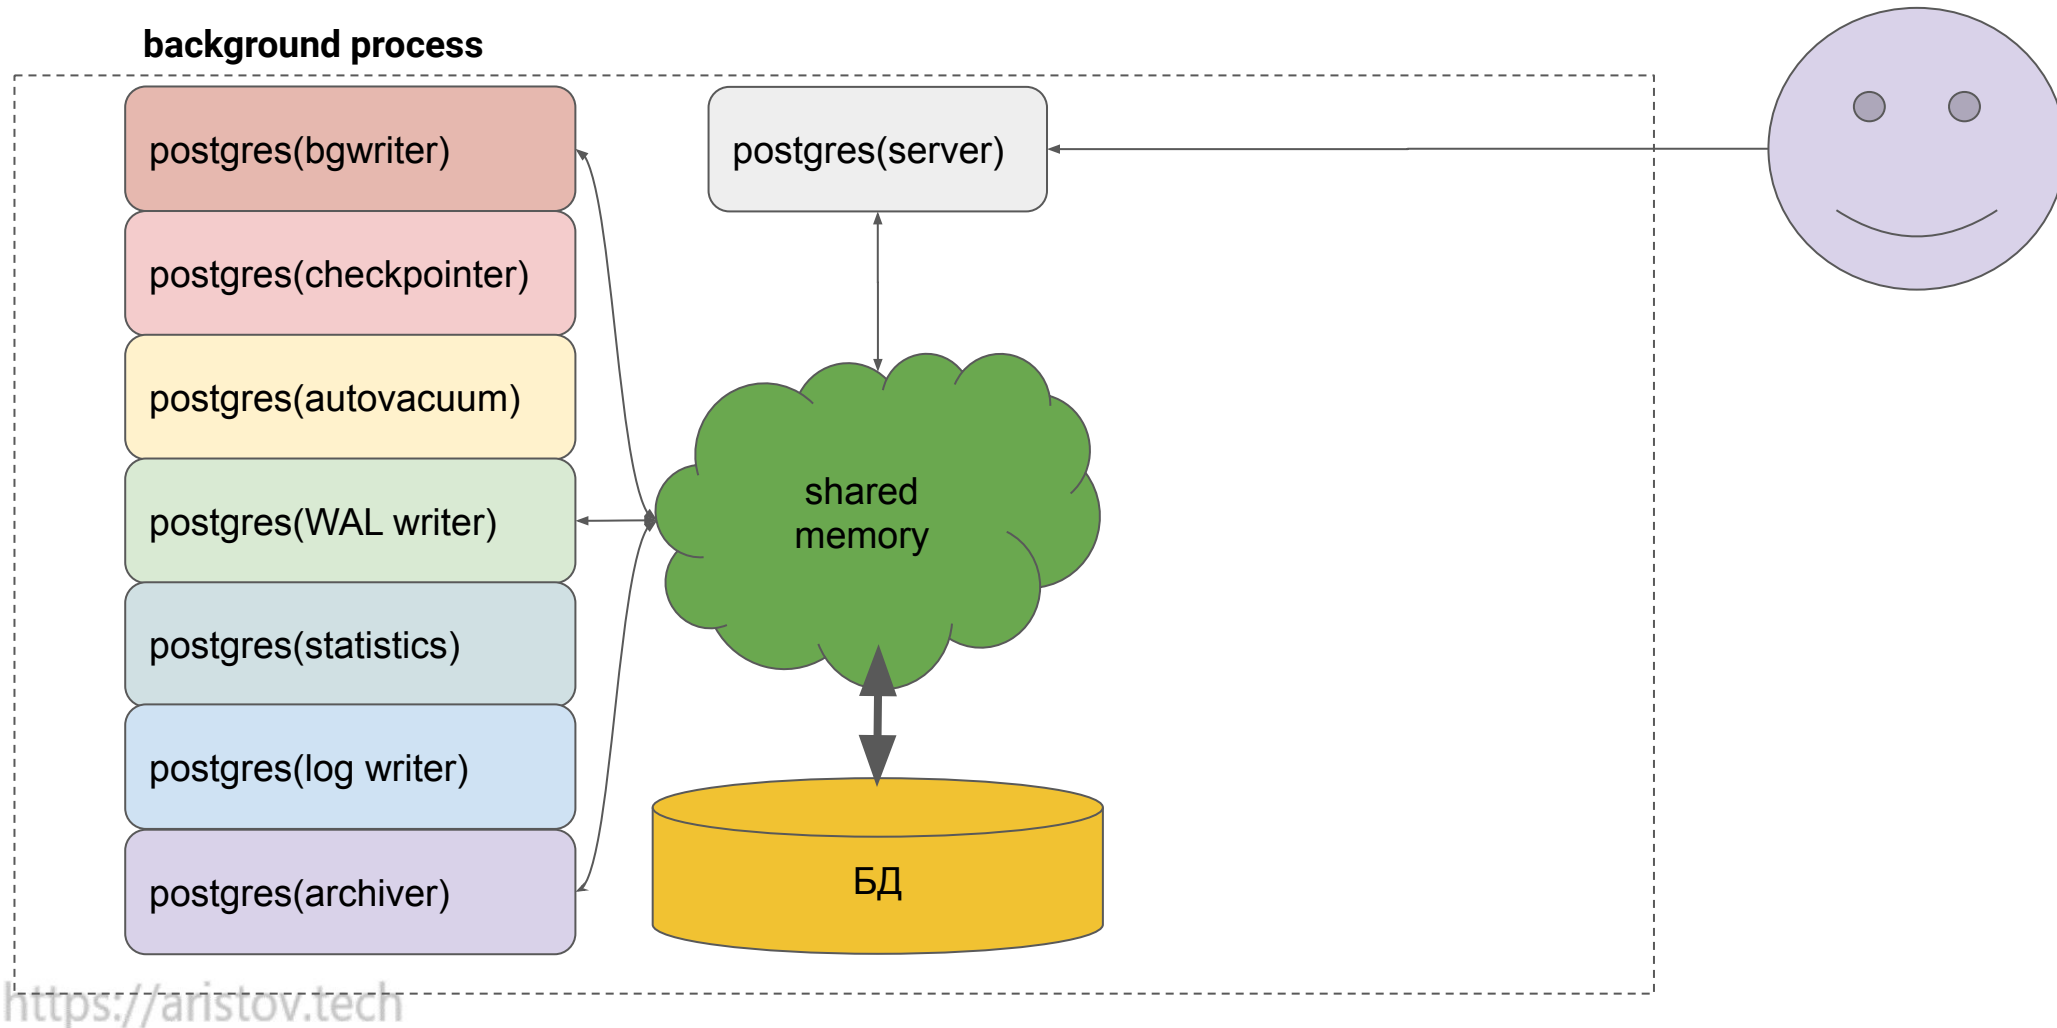 background process
postgres(bgwriter)
postgres(server)
postgres(checkpointer)
postgres(autovacuum)
postgres(WAL writer)
postgres(statistics)
postgres(log writer)
postgres(archiver)
shared
memory
БД
https://aristov.tech